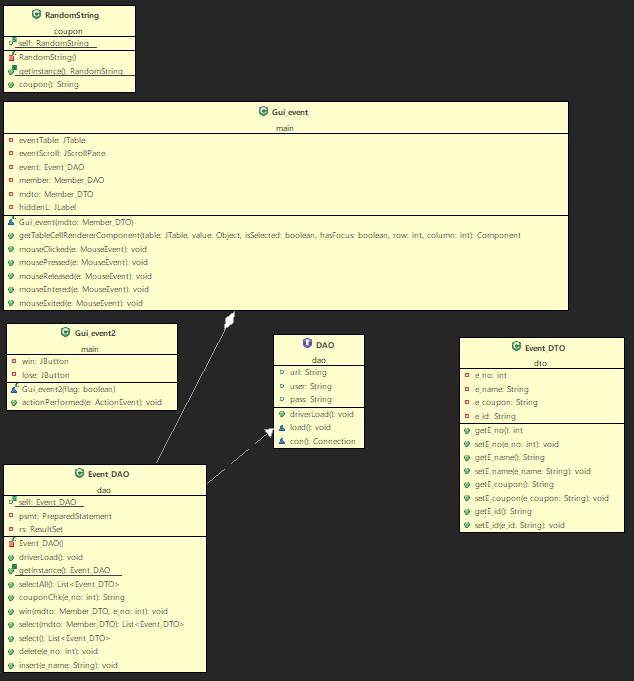 RandomString
coupon
self: RandomString
RandomString()
getInstance(): RandomString
coupon(): String
Gui_event
main
eventTable: JTable
eventScroll: JScrollPane
event: Event_DAO
member: Member_DAO
mdto: Member_DTO
hiddenL: JLabel
Gui_event(mdto: Member_DTO)
getTableCellRendererComponent(table: JTable, value: Object, isSelected: boolean, hasFocus: boolean, row: int, column: int): Component
mouseClicked(e: MouseEvent): void
mousePressed(e: MouseEvent): void
mouseReleased(e: MouseEvent): void
mouseEntered(e: MouseEvent): void
mouseExited(e: MouseEvent): void
Gui_event2
main
win: JButton
lose: JButton
Gui_event2(flag: boolean)
actionPerformed(e: ActionEvent): void
DAO
dao
url: String
user: String
pass: String
driverLoad(): void
load(): void
con(): Connection
Event_DTO
dto
e_no: int
e_name: String
e_coupon: String
e_id: String
getE_no(): int
setE_no(e_no: int): void
getE_name(): String
setE_name(e_name: String): void
getE_coupon(): String
setE_coupon(e_coupon: String): void
getE_id(): String
setE_id(e_id: String): void
Event_DAO
dao
self: Event_DAO
psmt: PreparedStatement
rs: ResultSet
Event_DAO()
driverLoad(): void
getInstance(): Event_DAO
selectAll(): List<Event_DTO>
couponChk(e_no: int): String
win(mdto: Member_DTO, e_no: int): void
select(mdto: Member_DTO): List<Event_DTO>
select(): List<Event_DTO>
delete(e_no: int): void
insert(e_name: String): void